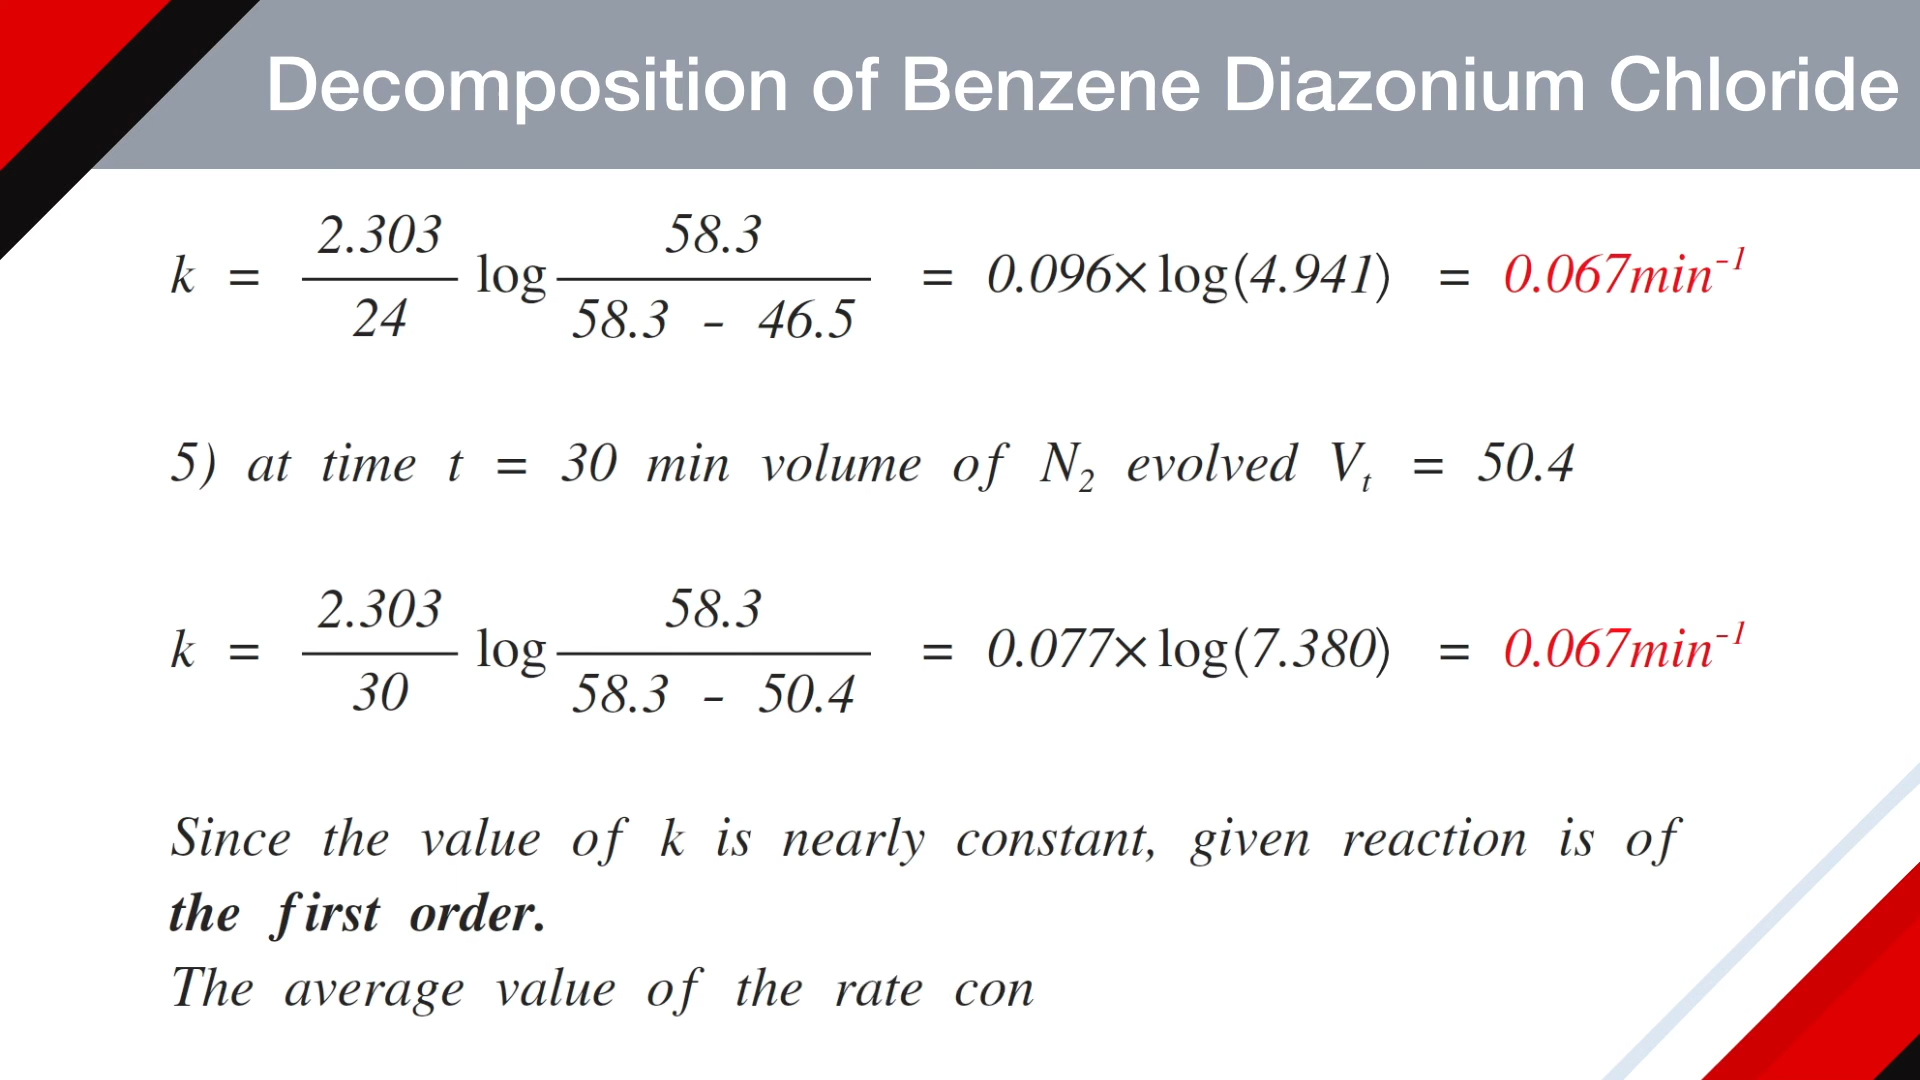 Decomposition of Benzene Diazonium Chloride
k = 2.303/24 log 58.3/(58.3 - 46.5) = 0.096×log(4.941) = 0.067min⁻¹
5) at time t = 30 min volume of N₂ evolved Vₜ = 50.4
k = 2.303/30 log 58.3/(58.3 - 50.4) = 0.077×log(7.380) = 0.067min⁻¹
Since the value of k is nearly constant, given reaction is of
the first order.
The average value of the rate con